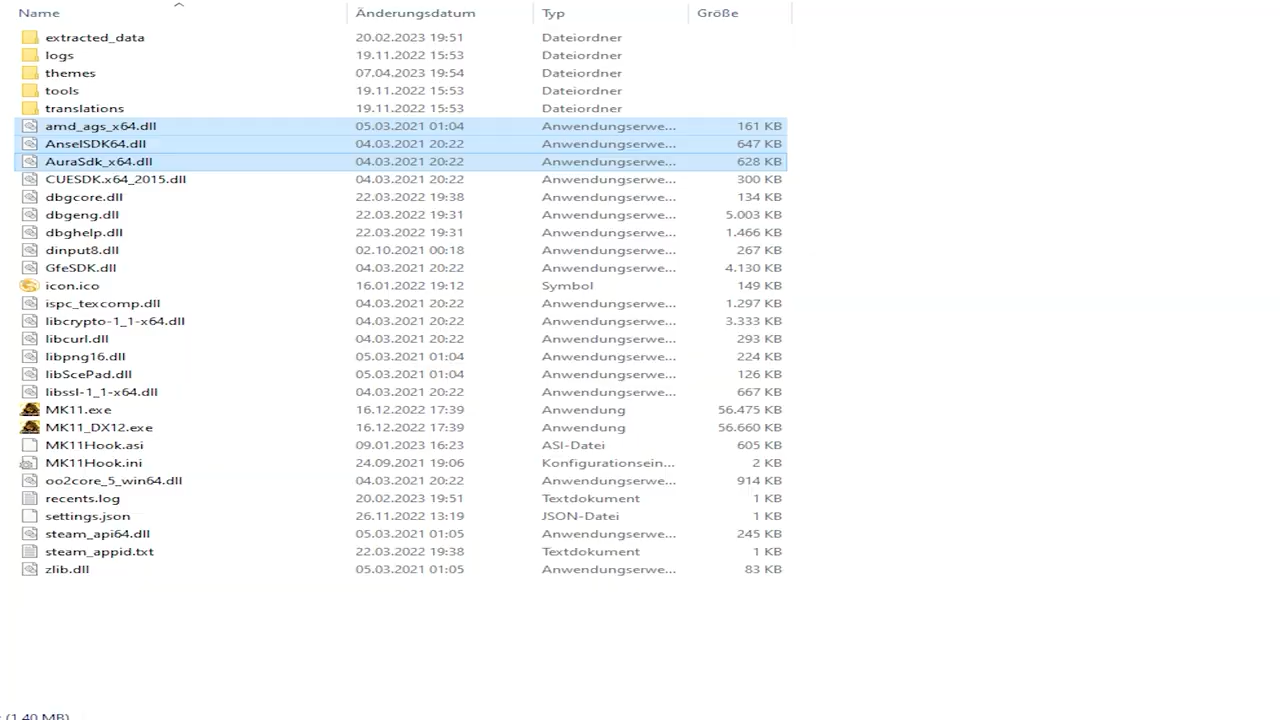 Name Änderungsdatum Typ Größe
extracted_data 20.02.2023 19:51 Dateiordner
logs 19.11.2022 15:53 Dateiordner
themes 07.04.2023 19:54 Dateiordner
tools 19.11.2022 15:53 Dateiordner
translations 19.11.2022 15:53 Dateiordner
amd_ags_x64.dll 05.03.2021 01:04 Anwendungserwe... 161 KB
AnselSDK64.dll 04.03.2021 20:22 Anwendungserwe... 647 KB
AuraSdk_x64.dll 04.03.2021 20:22 Anwendungserwe... 628 KB
CUESDK.x64_2015.dll 04.03.2021 20:22 Anwendungserwe... 300 KB
dbgcore.dll 22.03.2022 19:38 Anwendungserwe... 134 KB
dbgeng.dll 22.03.2022 19:31 Anwendungserwe... 5.003 KB
dbghelp.dll 22.03.2022 19:31 Anwendungserwe... 1.466 KB
dinput8.dll 02.10.2021 00:18 Anwendungserwe... 267 KB
GfeSDK.dll 04.03.2021 20:22 Anwendungserwe... 4.130 KB
icon.ico 16.01.2022 19:12 Symbol 149 KB
ispc_texcomp.dll 04.03.2021 20:22 Anwendungserwe... 1.297 KB
libcrypto-1_1-x64.dll 04.03.2021 20:22 Anwendungserwe... 3.333 KB
libcurl.dll 04.03.2021 20:22 Anwendungserwe... 293 KB
libpng16.dll 05.03.2021 01:04 Anwendungserwe... 224 KB
libScePad.dll 05.03.2021 01:04 Anwendungserwe... 126 KB
libssl-1_1-x64.dll 04.03.2021 20:22 Anwendungserwe... 667 KB
MK11.exe 16.12.2022 17:39 Anwendung 56.475 KB
MK11_DX12.exe 16.12.2022 17:39 Anwendung 56.660 KB
MK11Hook.asi 09.01.2023 16:23 ASI-Datei 605 KB
MK11Hook.ini 24.09.2021 19:06 Konfigurationsein... 2 KB
oo2core_5_win64.dll 04.03.2021 20:22 Anwendungserwe... 914 KB
recents.log 20.02.2023 19:51 Textdokument 1 KB
settings.json 26.11.2022 13:19 JSON-Datei 1 KB
steam_api64.dll 05.03.2021 01:05 Anwendungserwe... 245 KB
steam_appid.txt 22.03.2022 19:38 Textdokument 1 KB
zlib.dll 05.03.2021 01:05 Anwendungserwe... 83 KB
(1,40 MB)